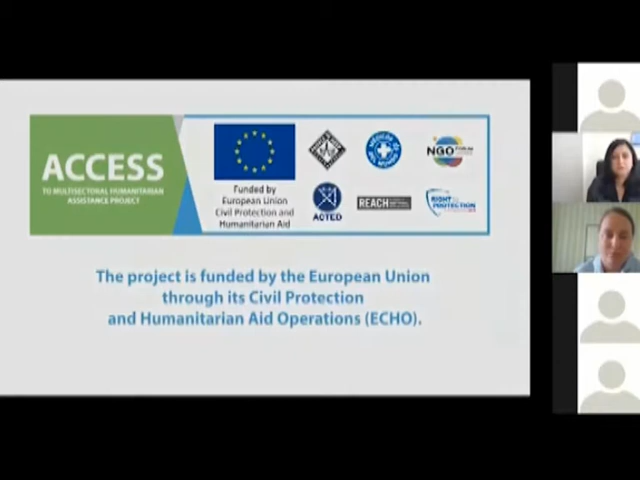 ACCESS
TO MULTISECTORAL HUMANITARIAN
ASSISTANCE PROJECT
Funded by
European Union
Civil Protection and
Humanitarian Aid
NGO FORUM
ACTED
REACH
RIGHT TO
PROTECTION
The project is funded by the European Union
through its Civil Protection
and Humanitarian Aid Operations (ECHO).